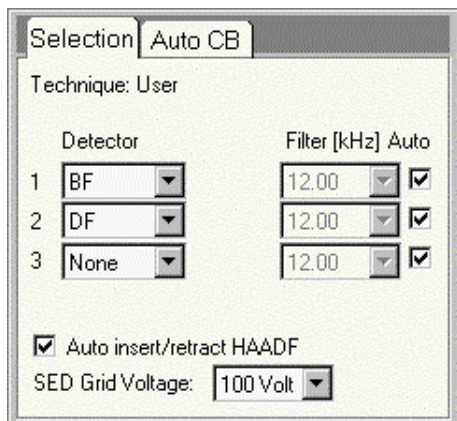 Selection Auto CB
Technique: User
Detector Filter [kHz] Auto
1 BF 12.00
2 DF 12.00
3 None 12.00
Auto insert/retract HAADF
SED Grid Voltage: 100 Volt